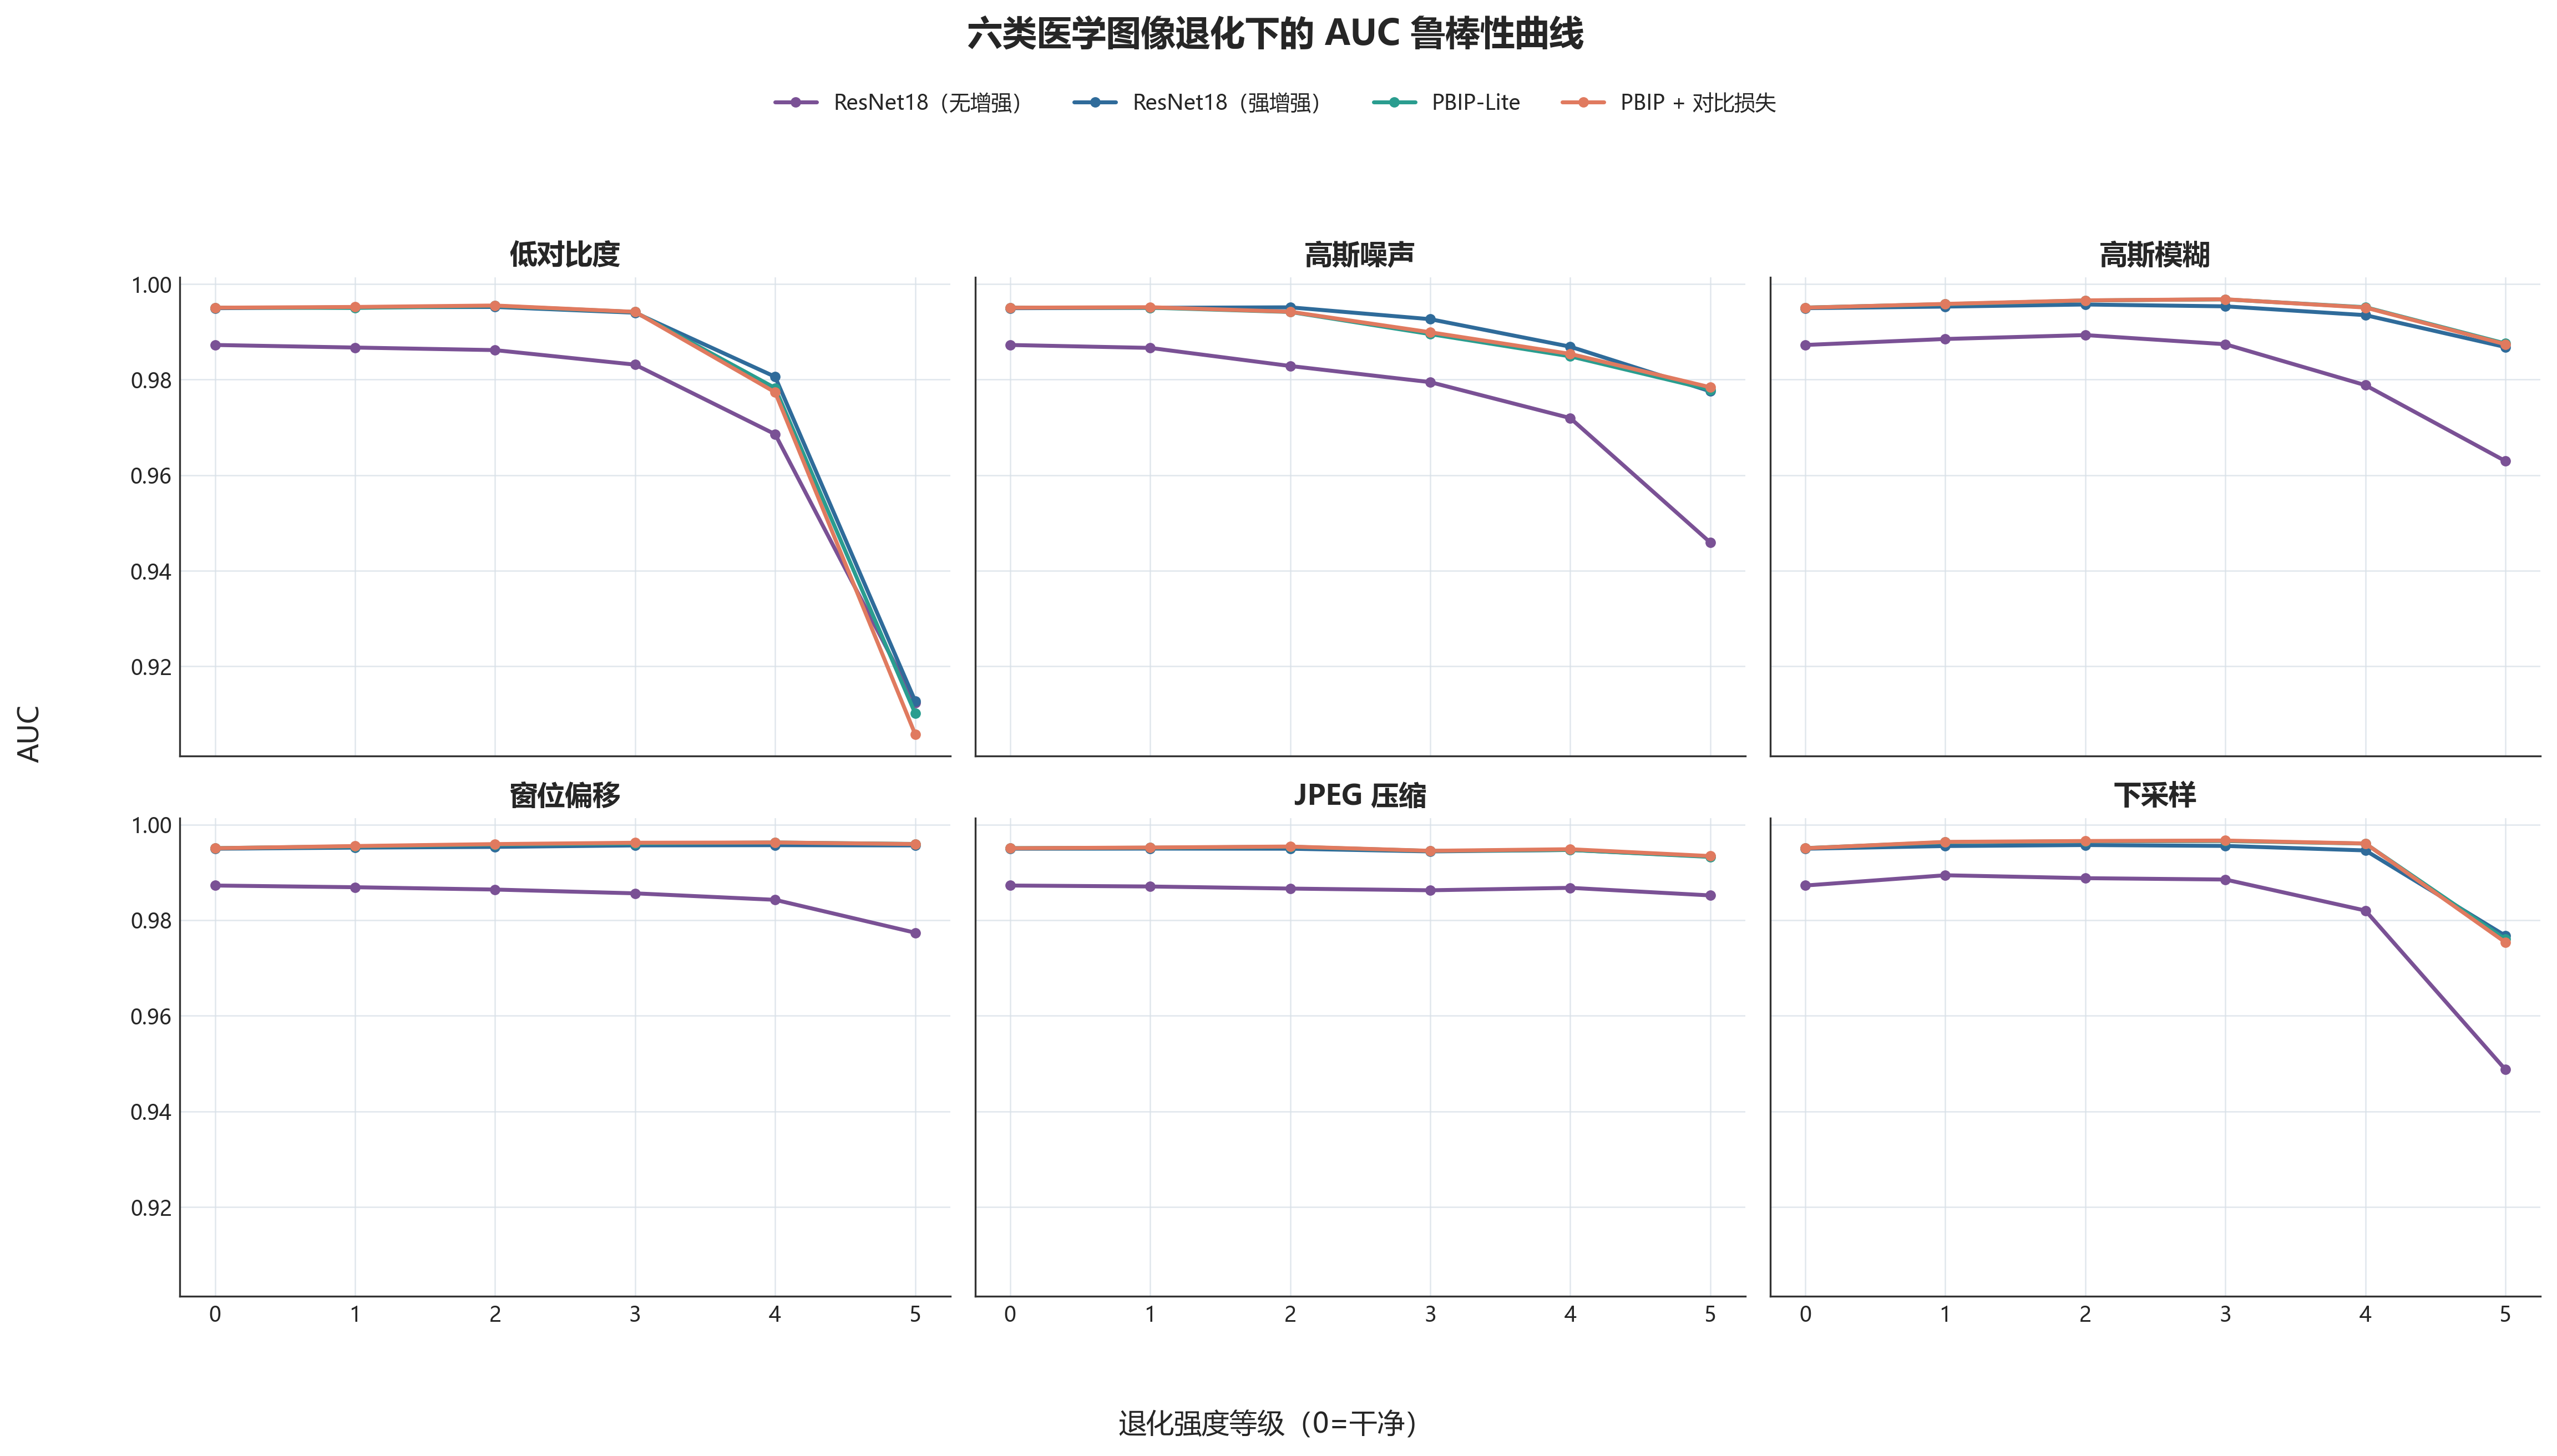 六类医学图像退化下的 AUC 鲁棒性曲线
ResNet18（无增强） ResNet18（强增强） PBIP-Lite PBIP + 对比损失
低对比度 高斯噪声 高斯模糊
1.00
0.98
0.96
0.94
0.92
AUC
窗位偏移 JPEG 压缩 下采样
1.00
0.98
0.96
0.94
0.92
0 1 2 3 4 5 0 1 2 3 4 5 0 1 2 3 4 5
退化强度等级（0=干净）